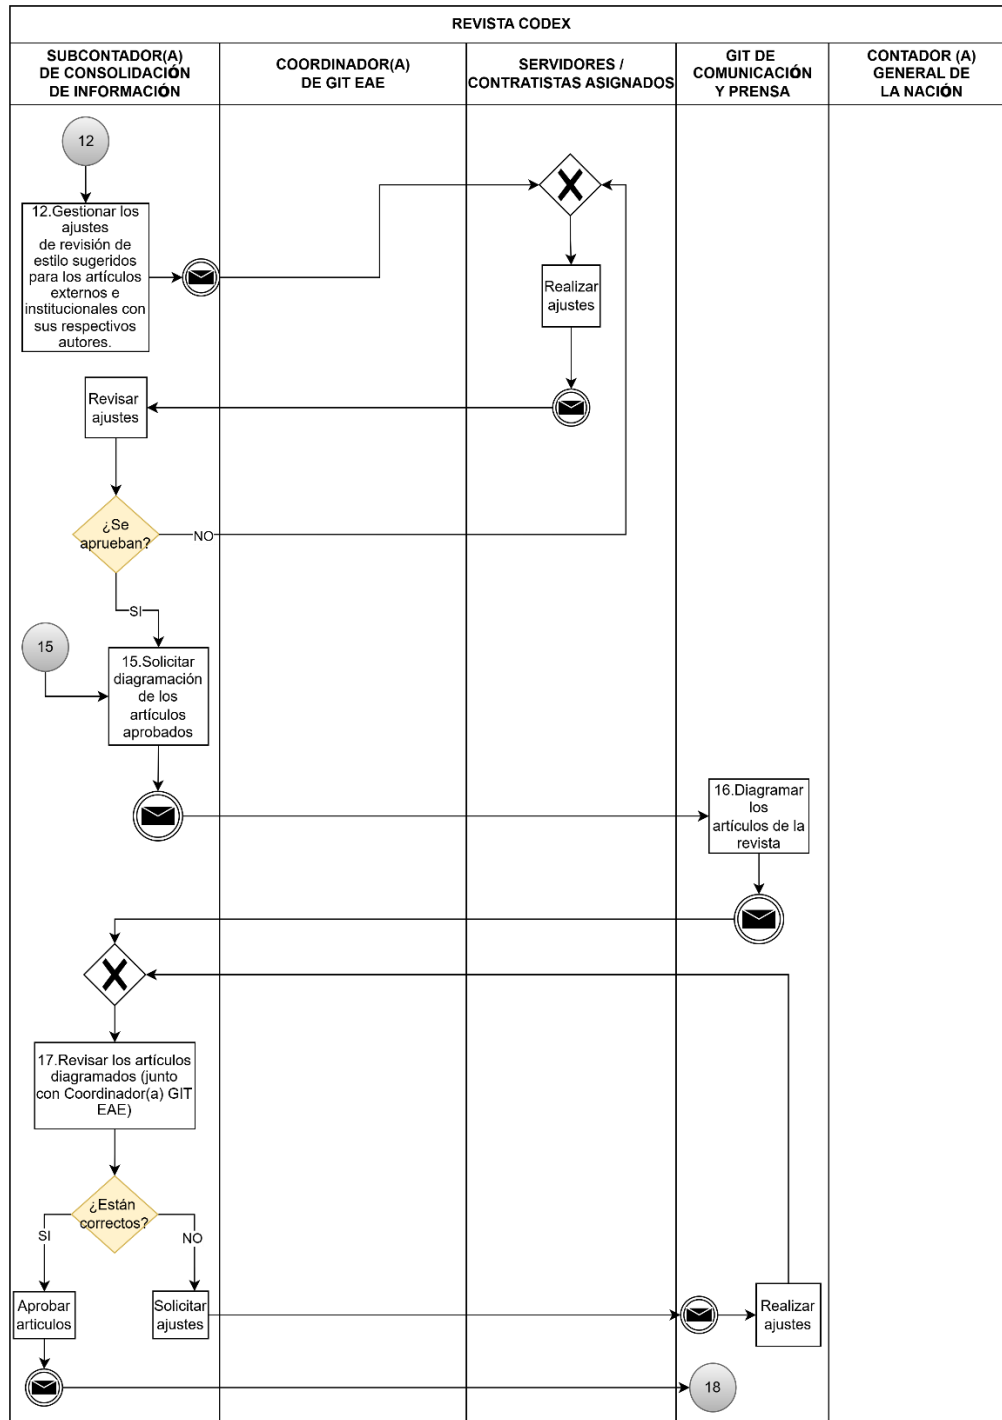 REVISTA CODEX
SUBCONTADOR(A)
DE CONSOLIDACIÓN
DE INFORMACIÓN
COORDINADOR(A)
DE GIT EAE
SERVIDORES /
CONTRATISTAS ASIGNADOS
GIT DE
COMUNICACIÓN
Y PRENSA
CONTADOR (A)
GENERAL DE
LA NACIÓN
12
12.Gestionar los
ajustes
de revisión de
estilo sugeridos
para los artículos
externos e
institucionales con
sus respectivos
autores.
Realizar
ajustes
Revisar
ajustes
¿Se
aprueban?
NO
SI
15
15.Solicitar
diagramación
de los
artículos
aprobados
16.Diagramar
los
artículos de la
revista
17.Revisar los artículos
diagramados (junto
con Coordinador(a) GIT
EAE)
¿Están
correctos?
SI
NO
Aprobar
articulos
Solicitar
ajustes
Realizar
ajustes
18